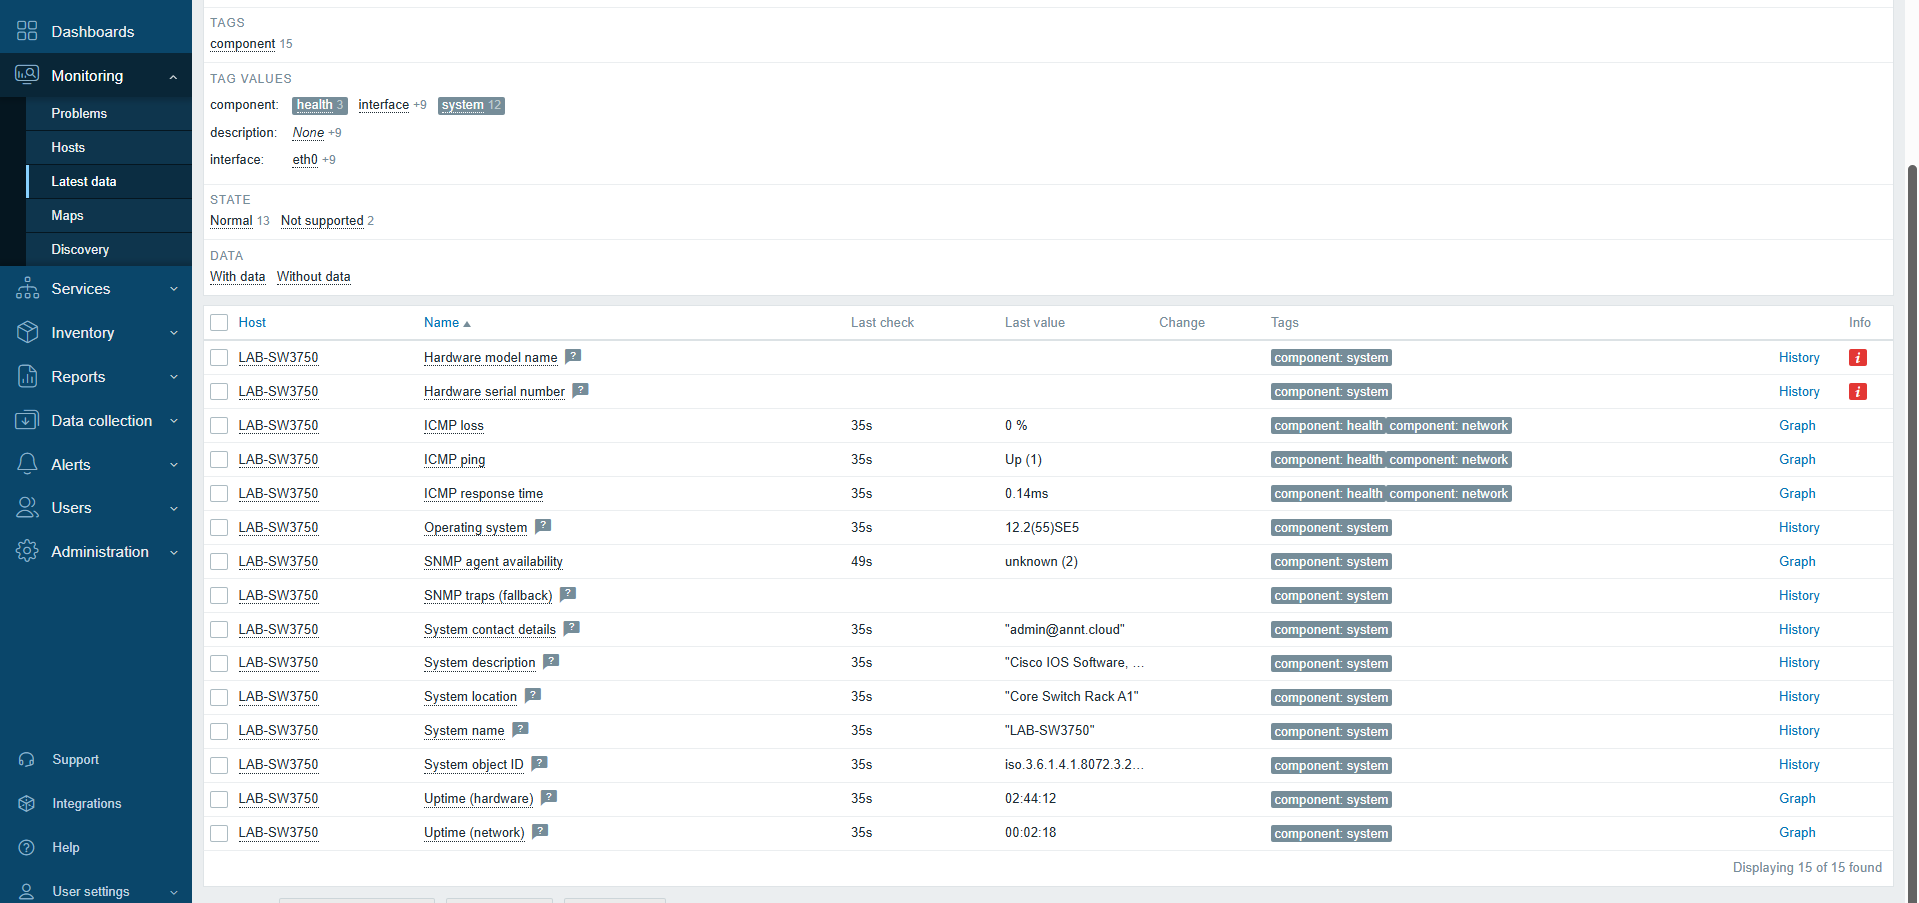 Dashboards
Monitoring
Problems
Hosts
Latest data
Maps
Discovery
Services
Inventory
Reports
Data collection
Alerts
Users
Administration
Support
Integrations
Help
User settings
TAGS
component 15
TAG VALUES
component: health 3 interface +9 system 12
description: None +9
interface: eth0 +9
STATE
Normal 13 Not supported 2
DATA
With data Without data
Host Name Last check Last value Change Tags Info
LAB-SW3750 Hardware model name ? component: system History i
LAB-SW3750 Hardware serial number ? component: system History i
LAB-SW3750 ICMP loss 35s 0 % component: health component: network Graph
LAB-SW3750 ICMP ping 35s Up (1) component: health component: network Graph
LAB-SW3750 ICMP response time 35s 0.14ms component: health component: network Graph
LAB-SW3750 Operating system ? 35s 12.2(55)SE5 component: system History
LAB-SW3750 SNMP agent availability 49s unknown (2) component: system Graph
LAB-SW3750 SNMP traps (fallback) ? component: system History
LAB-SW3750 System contact details ? 35s "admin@annt.cloud" component: system History
LAB-SW3750 System description ? 35s "Cisco IOS Software, ... component: system History
LAB-SW3750 System location ? 35s "Core Switch Rack A1" component: system History
LAB-SW3750 System name ? 35s "LAB-SW3750" component: system History
LAB-SW3750 System object ID ? 35s iso.3.6.1.4.1.8072.3.2... component: system History
LAB-SW3750 Uptime (hardware) ? 35s 02:44:12 component: system Graph
LAB-SW3750 Uptime (network) ? 35s 00:02:18 component: system Graph
Displaying 15 of 15 found